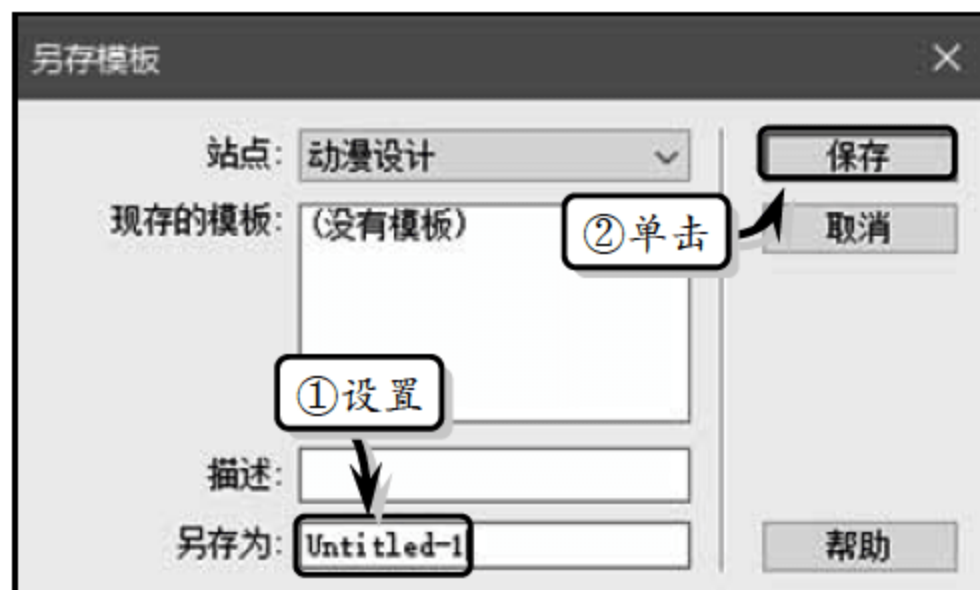 另存模板
站点: 动漫设计
保存
现存的模板: (没有模板)
②单击
取消
①设置
描述:
另存为: Untitled-1
帮助